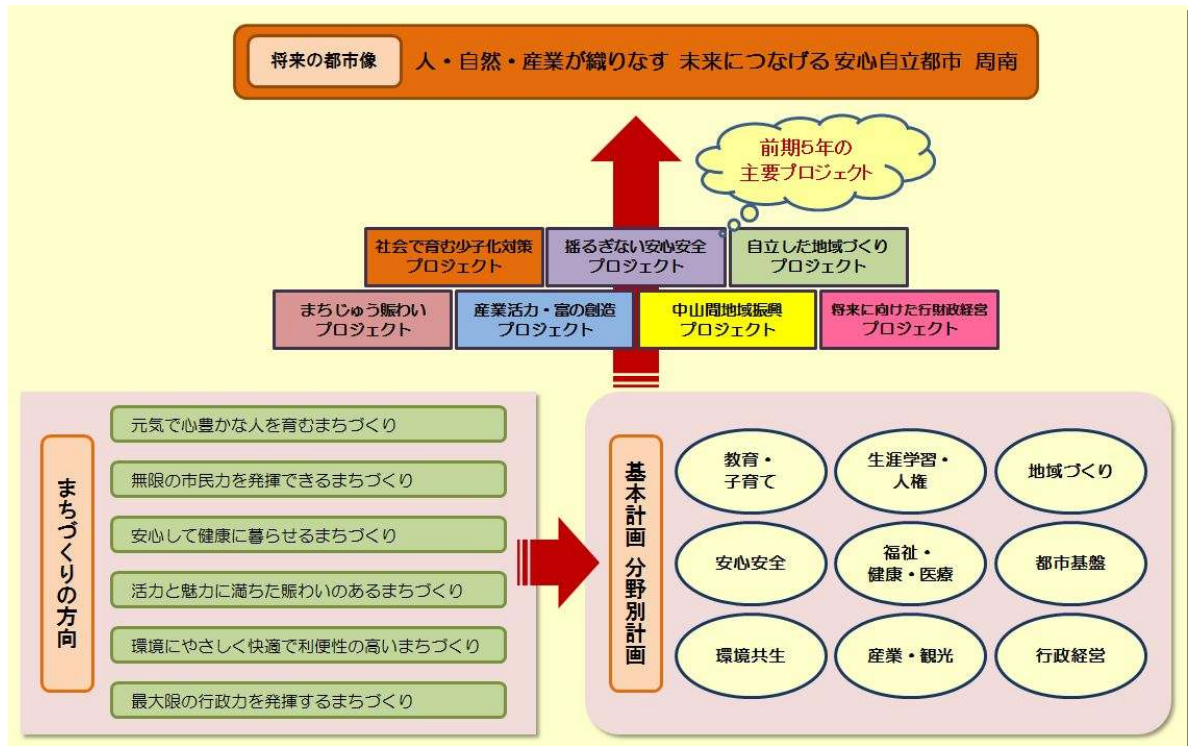 将来の都市像
人・自然・産業が織りなす 未来につなげる 安心自立都市 周南
前期5年の
主要プロジェクト
社会で育む少子化対策
プロジェクト
揺るぎない安心安全
プロジェクト
自立した地域づくり
プロジェクト
まちじゅう賑わい
プロジェクト
産業活力・富の創造
プロジェクト
中山間地域振興
プロジェクト
将来に向けた行財政経営
プロジェクト
まちづくりの方向
元気で心豊かな人を育むまちづくり
無限の市民力を発揮できるまちづくり
安心して健康に暮らせるまちづくり
活力と魅力に満ちた賑わいのあるまちづくり
環境にやさしく快適で利便性の高いまちづくり
最大限の行政力を発揮するまちづくり
基本計画 分野別計画
教育・
子育て
生涯学習・
人権
地域づくり
安心安全
福祉・
健康・医療
都市基盤
環境共生
産業・観光
行政経営